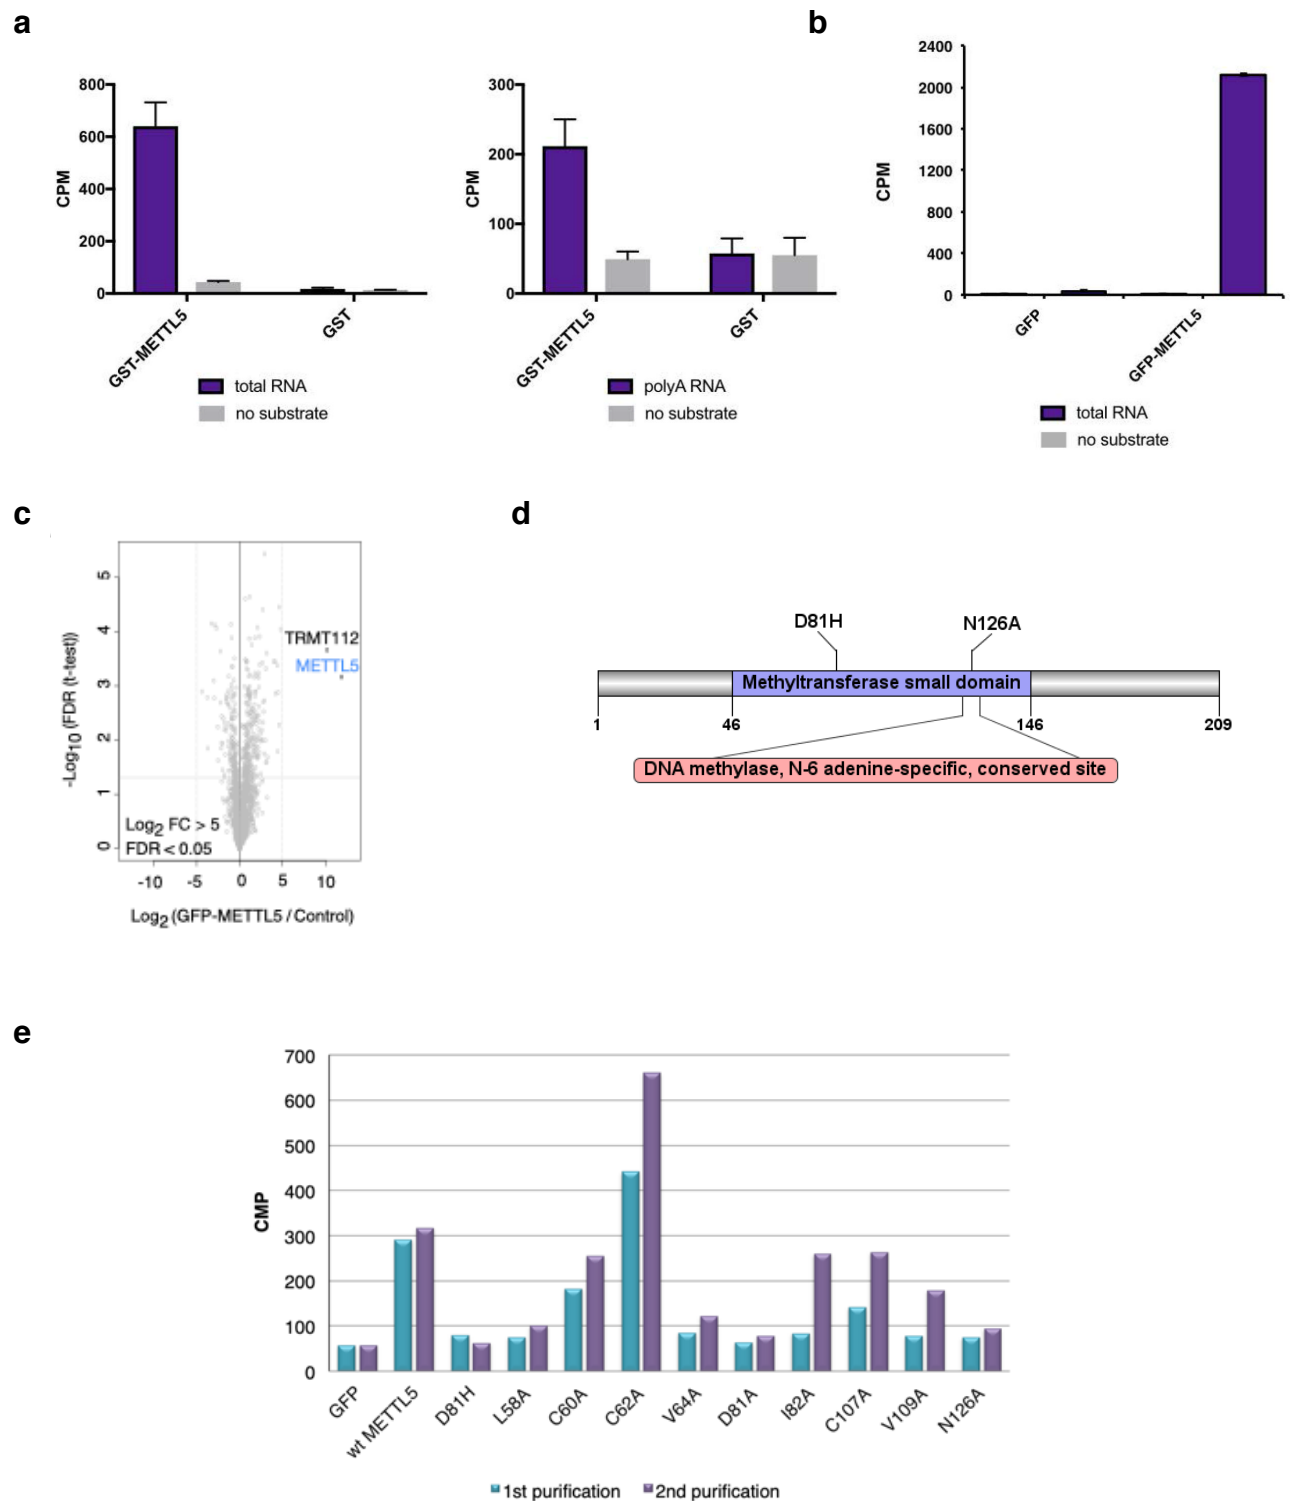 a
b
800
600
400
200
0
CPM
GST-METTL5
GST
total RNA
no substrate
300
200
100
0
CPM
GST-METTL5
GST
polyA RNA
no substrate
2400
2000
1600
1200
800
400
0
CPM
GFP
GFP-METTL5
total RNA
no substrate
c
d
-Log10 (FDR (t-test))
5
4
3
2
1
0
TRMT112
METTL5
Log2 FC > 5
FDR < 0.05
-10 -5 0 5 10
Log2 (GFP-METTL5 / Control)
D81H N126A
Methyltransferase small domain
1 46 146 209
DNA methylase, N-6 adenine-specific, conserved site
e
700
600
500
400
300
200
100
0
CMP
GFP
wt METTL5
D81H
L58A
C60A
C62A
V64A
D81A
I82A
C107A
V109A
N126A
1st purification 2nd purification